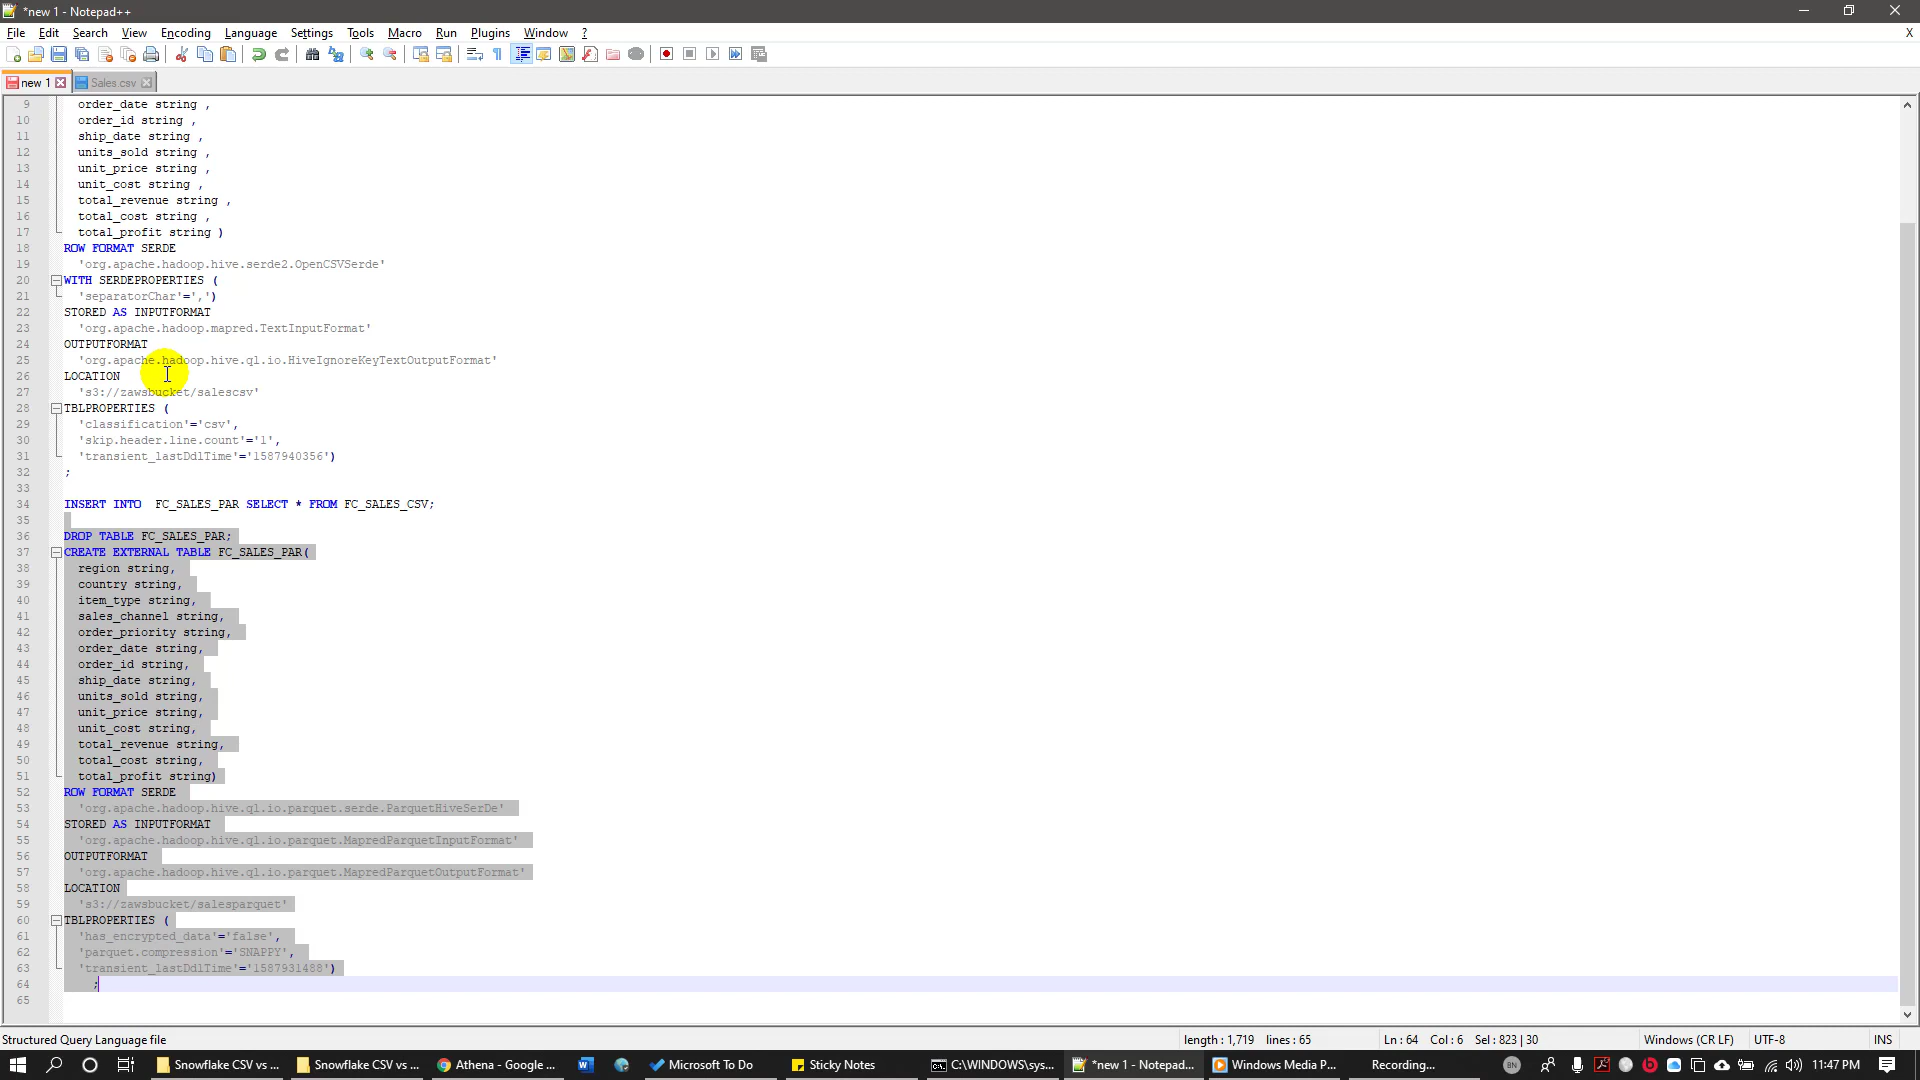 *new 1 - Notepad++
File Edit Search View Encoding Language Settings Tools Macro Run Plugins Window ? X
new 1 Sales.csv
9 order_date string ,
10 order_id string ,
11 ship_date string ,
12 units_sold string ,
13 unit_price string ,
14 unit_cost string ,
15 total_revenue string ,
16 total_cost string ,
17 total_profit string )
18 ROW FORMAT SERDE
19 'org.apache.hadoop.hive.serde2.OpenCSVSerde'
20 WITH SERDEPROPERTIES (
21 'separatorChar'=',')
22 STORED AS INPUTFORMAT
23 'org.apache.hadoop.mapred.TextInputFormat'
24 OUTPUTFORMAT
25 'org.apache.hadoop.hive.ql.io.HiveIgnoreKeyTextOutputFormat'
26 LOCATION
27 's3://zawsbucket/salescsv'
28 TBLPROPERTIES (
29 'classification'='csv',
30 'skip.header.line.count'='1',
31 'transient_lastDdlTime'='1587940356')
32 ;
33
34 INSERT INTO  FC_SALES_PAR SELECT * FROM FC_SALES_CSV;
35
36 DROP TABLE FC_SALES_PAR;
37 CREATE EXTERNAL TABLE FC_SALES_PAR(
38 region string,
39 country string,
40 item_type string,
41 sales_channel string,
42 order_priority string,
43 order_date string,
44 order_id string,
45 ship_date string,
46 units_sold string,
47 unit_price string,
48 unit_cost string,
49 total_revenue string,
50 total_cost string,
51 total_profit string)
52 ROW FORMAT SERDE
53 'org.apache.hadoop.hive.ql.io.parquet.serde.ParquetHiveSerDe'
54 STORED AS INPUTFORMAT
55 'org.apache.hadoop.hive.ql.io.parquet.MapredParquetInputFormat'
56 OUTPUTFORMAT
57 'org.apache.hadoop.hive.ql.io.parquet.MapredParquetOutputFormat'
58 LOCATION
59 's3://zawsbucket/salesparquet'
60 TBLPROPERTIES (
61 'has_encrypted_data'='false',
62 'parquet.compression'='SNAPPY',
63 'transient_lastDdlTime'='1587931488')
64 ;
65
Structured Query Language file length : 1,719 lines : 65 Ln : 64 Col : 6 Sel : 823 | 30 Windows (CR LF) UTF-8 INS
Snowflake CSV vs ... Snowflake CSV vs ... Athena - Google ... Microsoft To Do Sticky Notes C:\WINDOWS\sys... *new 1 - Notepad... Windows Media P... Recording... BN 11:47 PM